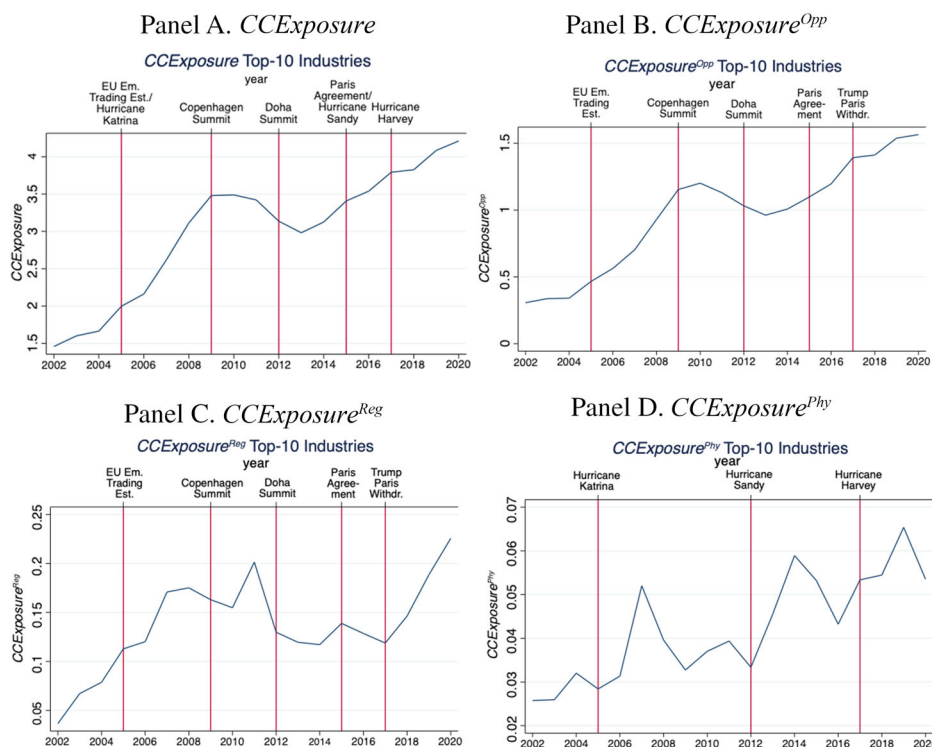 Panel A. CCExposure
CCExposure Top-10 Industries
year
EU Em.
Trading Est./
Hurricane
Katrina
Copenhagen
Summit
Doha
Summit
Paris
Agreement/
Hurricane
Sandy
Hurricane
Harvey
CCExposure
4
3.5
3
2.5
2
1.5
2002 2004 2006 2008 2010 2012 2014 2016 2018 2020
Panel B. CCExposureOpp
CCExposureOpp Top-10 Industries
year
EU Em.
Trading
Est.
Copenhagen
Summit
Doha
Summit
Paris
Agree-
ment
Trump
Paris
Withdr.
CCExposureOpp
1.5
1
0.5
0
2002 2004 2006 2008 2010 2012 2014 2016 2018 2020
Panel C. CCExposureReg
CCExposureReg Top-10 Industries
year
EU Em.
Trading
Est.
Copenhagen
Summit
Doha
Summit
Paris
Agree-
ment
Trump
Paris
Withdr.
CCExposureReg
0.25
0.2
0.15
0.1
0.05
2002 2004 2006 2008 2010 2012 2014 2016 2018 2020
Panel D. CCExposurePhy
CCExposurePhy Top-10 Industries
year
Hurricane
Katrina
Hurricane
Sandy
Hurricane
Harvey
CCExposurePhy
0.07
0.06
0.05
0.04
0.03
0.02
2002 2004 2006 2008 2010 2012 2014 2016 2018 2020